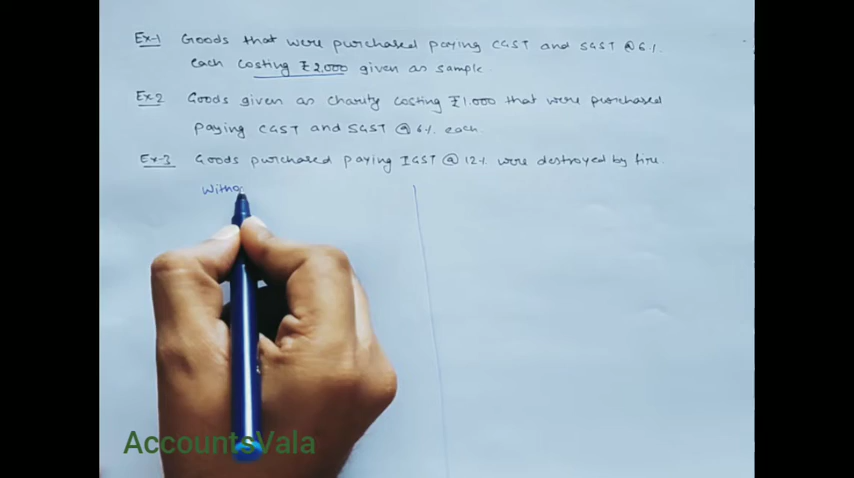 Ex-1 Goods that were purchased paying CGST and SGST @ 6%.
each costing ₹2,000 given as sample.
Ex-2 Goods given as charity costing ₹1,000 that were purchased
paying CGST and SGST @ 6% each.
Ex-3 Goods purchased paying IGST @ 12% were destroyed by fire.
Witho
AccountsVala